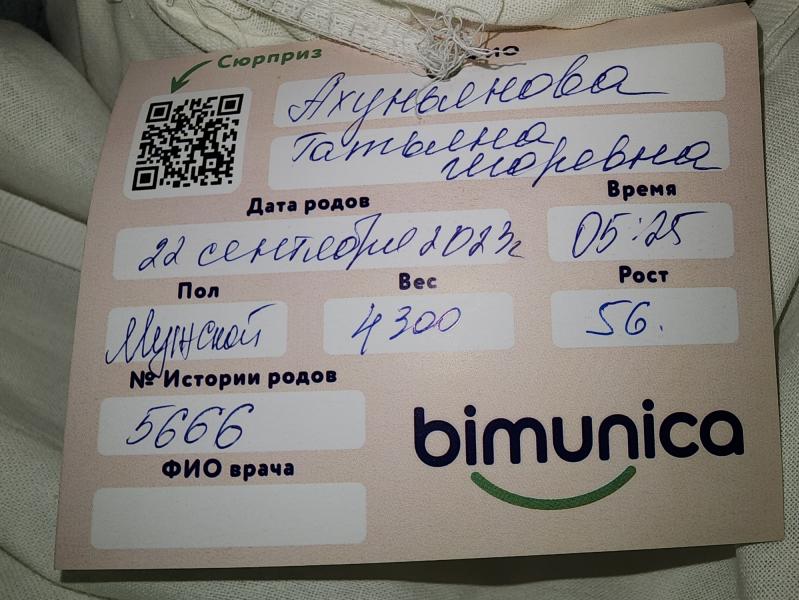 Сюрприз
Ахуньянова
Татьяна
Игоревна
Дата родов
Время
22 сентября 2023г
05:25
Пол
Вес
Рост
Мужской
4300
56.
№ Истории родов
5666
ФИО врача
bimunica